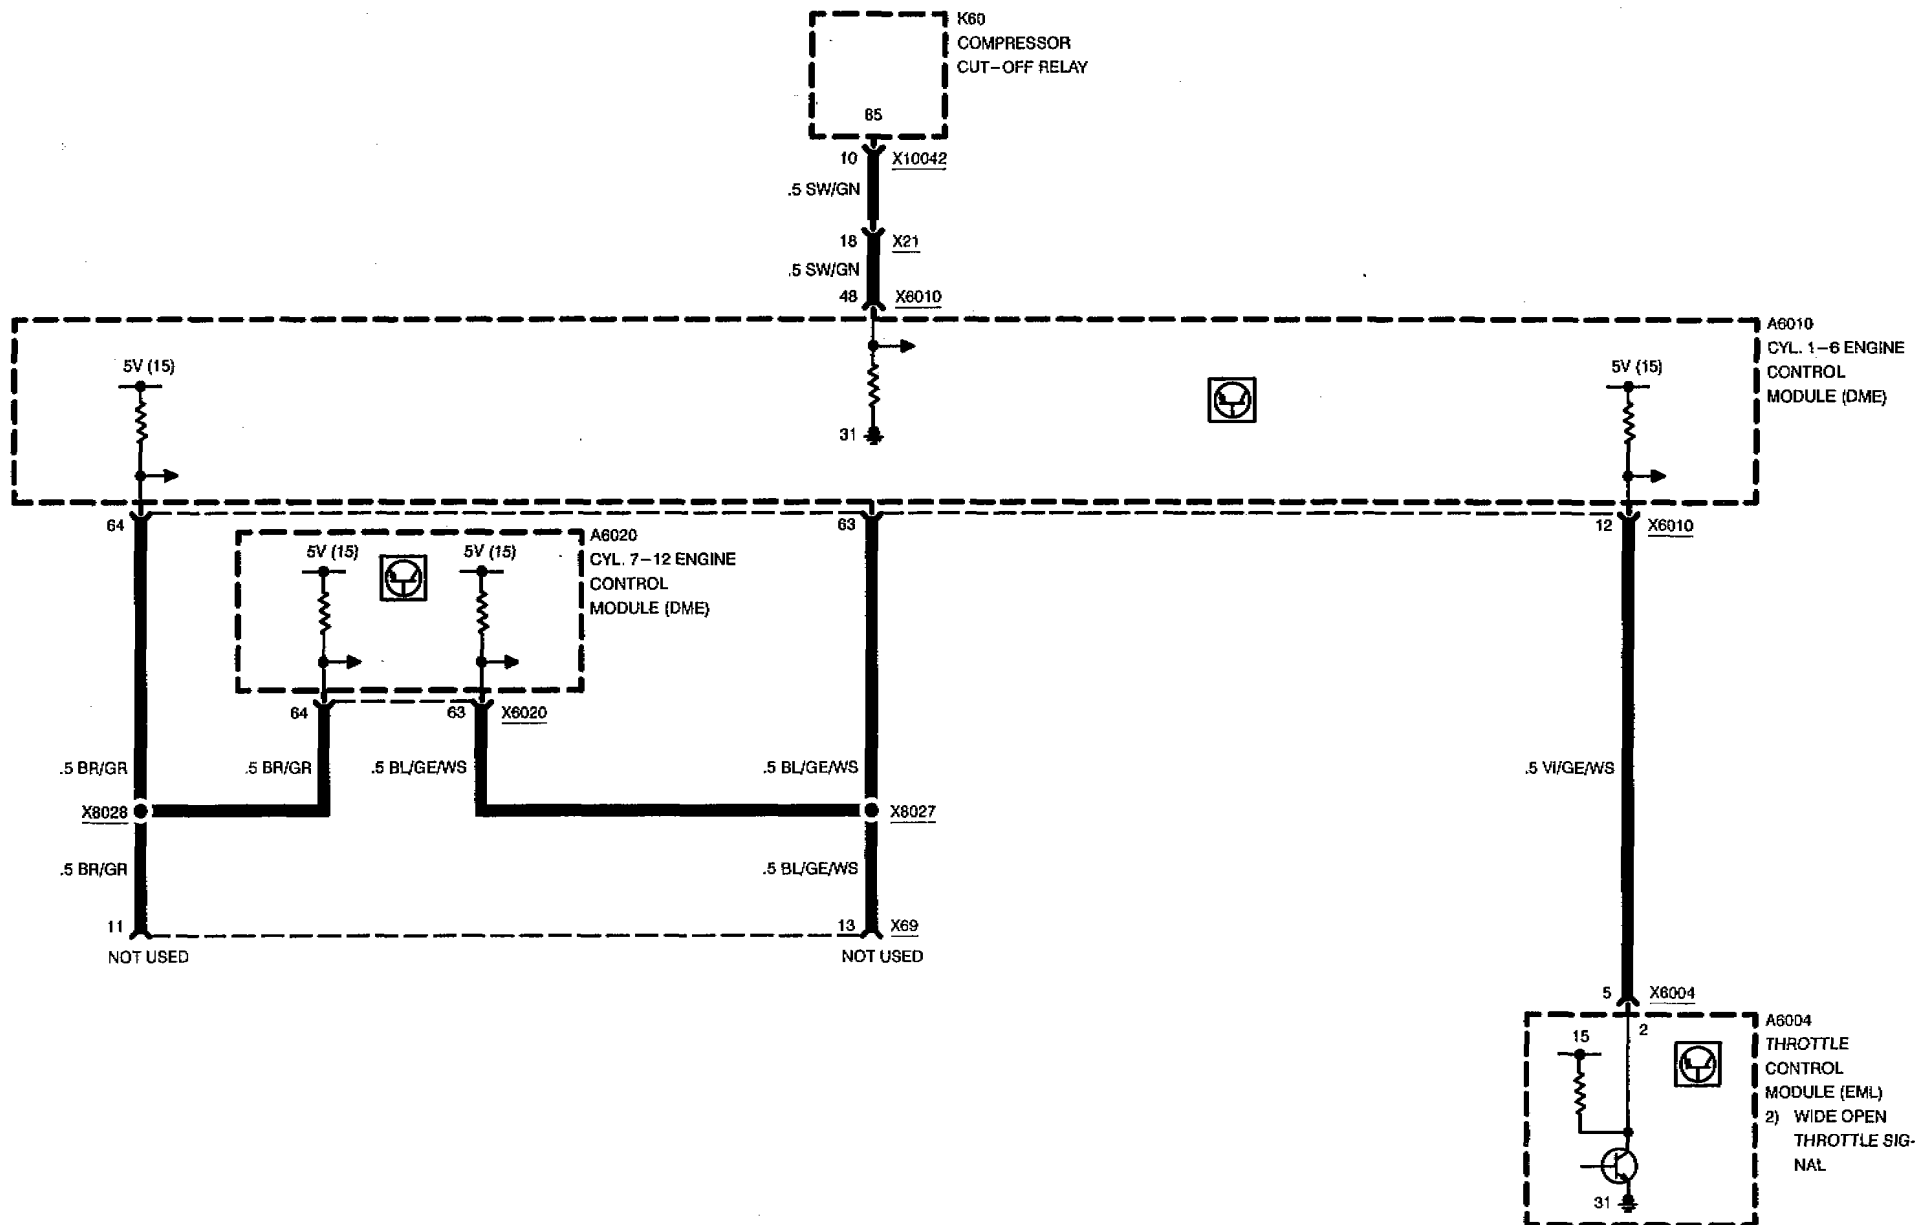 K60
COMPRESSOR
CUT-OFF RELAY
85
10 X10042
.5 SW/GN
18 X21
.5 SW/GN
48 X6010
A6010
CYL. 1-6 ENGINE
CONTROL
MODULE (DME)
5V (15)
5V (15)
31
64
63
12 X6010
A6020
CYL. 7-12 ENGINE
CONTROL
MODULE (DME)
5V (15)
5V (15)
64
63 X6020
.5 BR/GR
.5 BR/GR
.5 BL/GE/WS
.5 BL/GE/WS
.5 VI/GE/WS
X8028
X8027
.5 BR/GR
.5 BL/GE/WS
11
13 X69
NOT USED
NOT USED
5 X6004
2
15
31
A6004
THROTTLE
CONTROL
MODULE (EML)
2) WIDE OPEN
THROTTLE SIG-
NAL